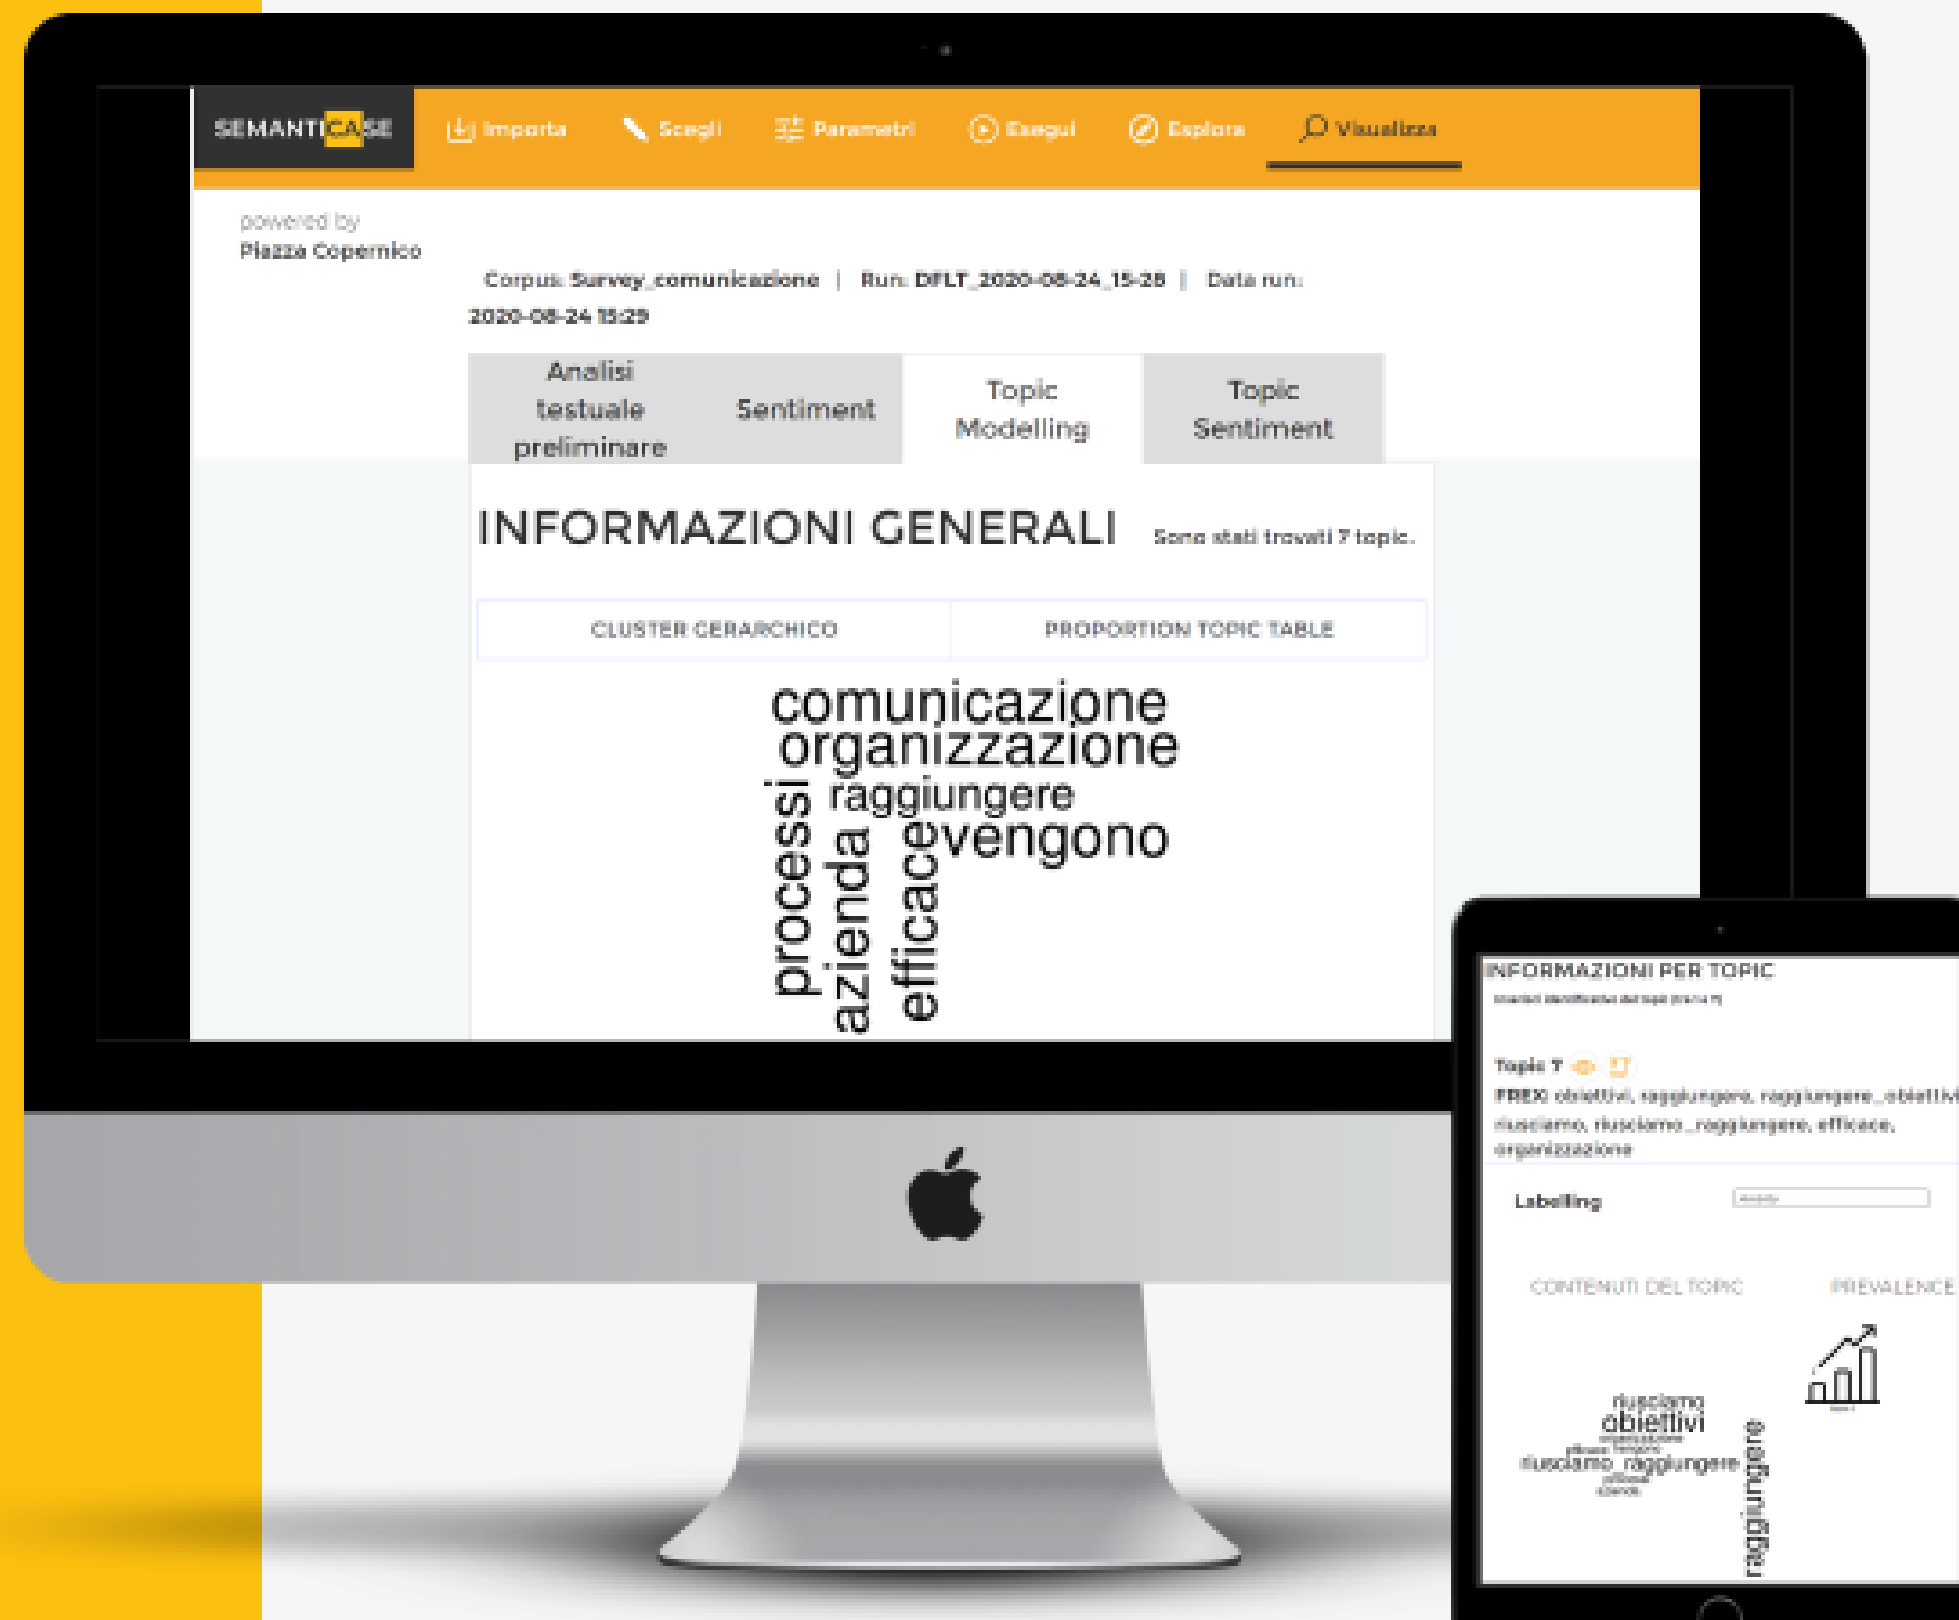 SEMANTICASE
Importa
Scegli
Parametri
Esegui
Esplora
Visualizza
powered by
Piazza Copernico
Corpus: Survey_comunicazione | Run: DFLT_2020-08-24_15-28 | Data run:
2020-08-24 15:29
Analisi
testuale
preliminare
Sentiment
Topic
Modelling
Topic
Sentiment
INFORMAZIONI GENERALI
Sono stati trovati 7 topic.
CLUSTER GERARCHICO
PROPORTION TOPIC TABLE
comunicazione
organizzazione
raggiungere
vengono
processi
azienda
efficace
INFORMAZIONI PER TOPIC
Topic 7
FREX: obiettivi, raggiungere, raggiungere_obiettivi
riusciamo, riusciamo_raggiungere, efficace,
organizzazione
Labelling
CONTENUTI DEL TOPIC
PREVALENCE
riusciamo
obiettivi
riusciamo_raggiungere
raggiungere